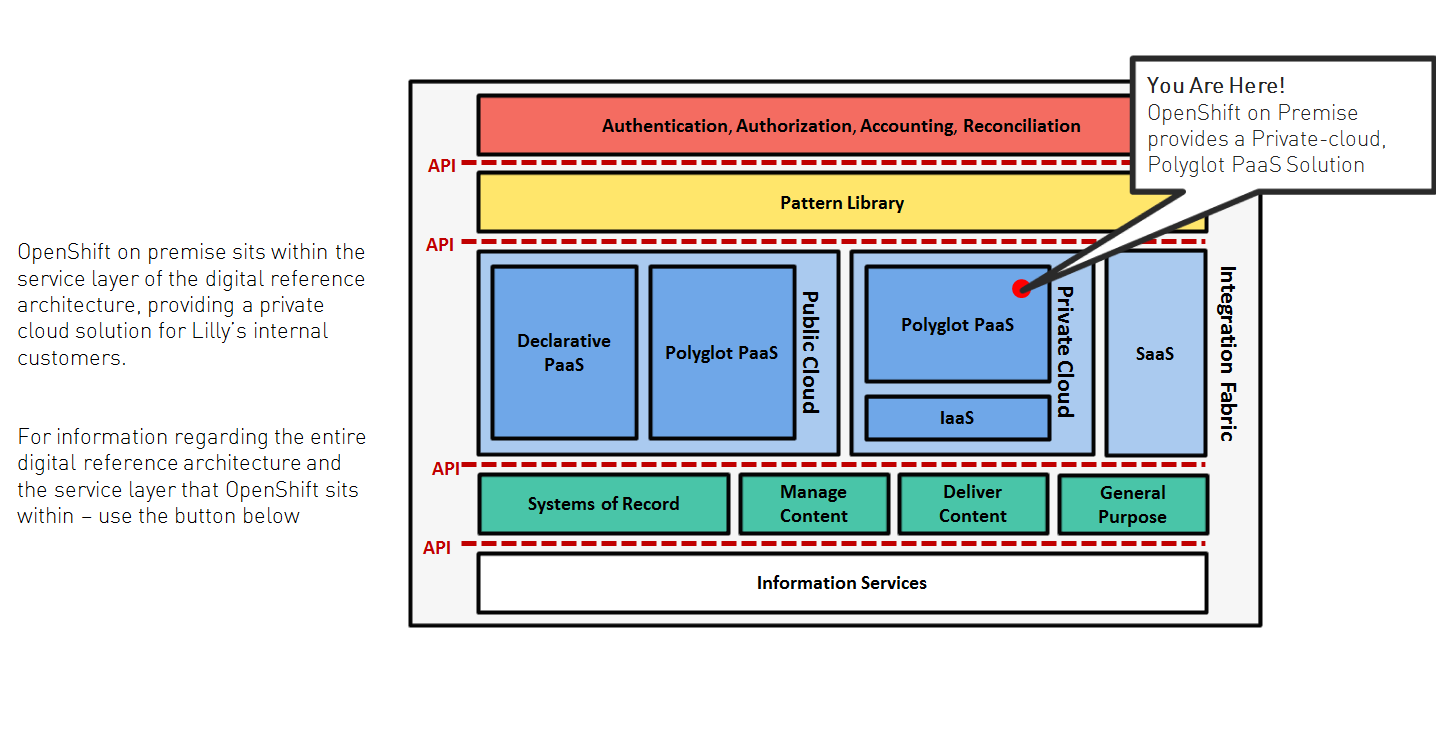 OpenShift on premise sits within the
service layer of the digital reference
architecture, providing a private
cloud solution for Lilly’s internal
customers.
For information regarding the entire
digital reference architecture and
the service layer that OpenShift sits
within – use the button below
You Are Here!
OpenShift on Premise
provides a Private-cloud,
Polyglot PaaS Solution
Authentication, Authorization, Accounting, Reconciliation
API
Pattern Library
API
Declarative
PaaS
Polyglot PaaS
Public Cloud
Polyglot PaaS
IaaS
Private Cloud
SaaS
Integration Fabric
API
Systems of Record
Manage
Content
Deliver
Content
General
Purpose
API
Information Services